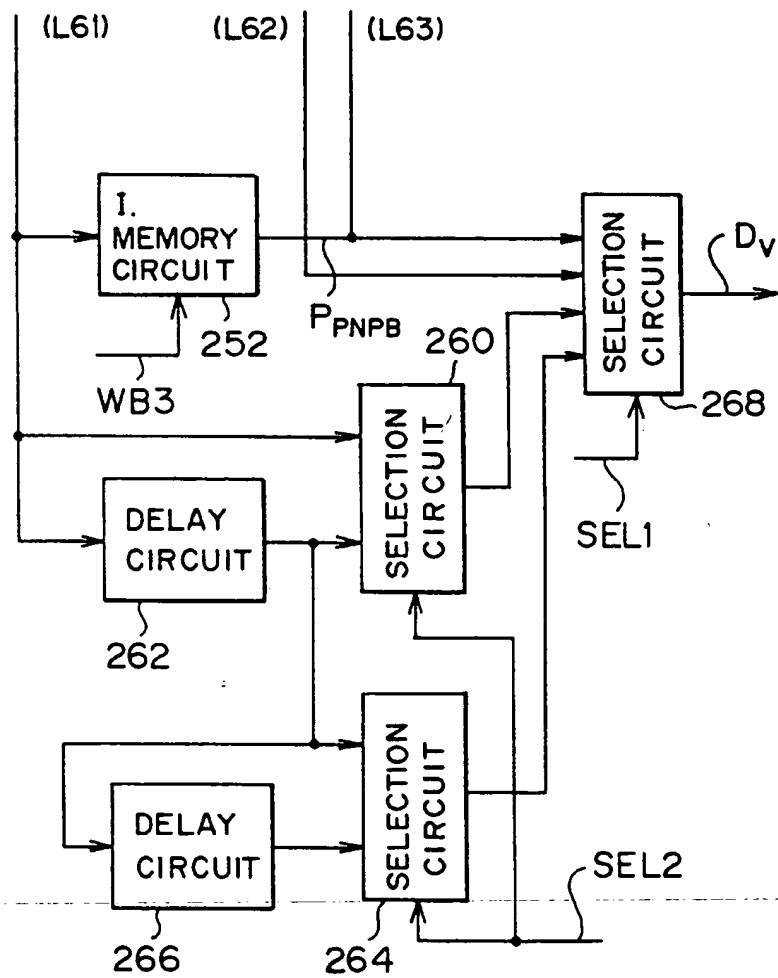 (L61)
(L62)
(L63)
I.
MEMORY
CIRCUIT
252
WB3
PPNPB
SELECTION
CIRCUIT
DV
268
SEL1
260
SELECTION
CIRCUIT
DELAY
CIRCUIT
262
SELECTION
CIRCUIT
264
DELAY
CIRCUIT
266
SEL2